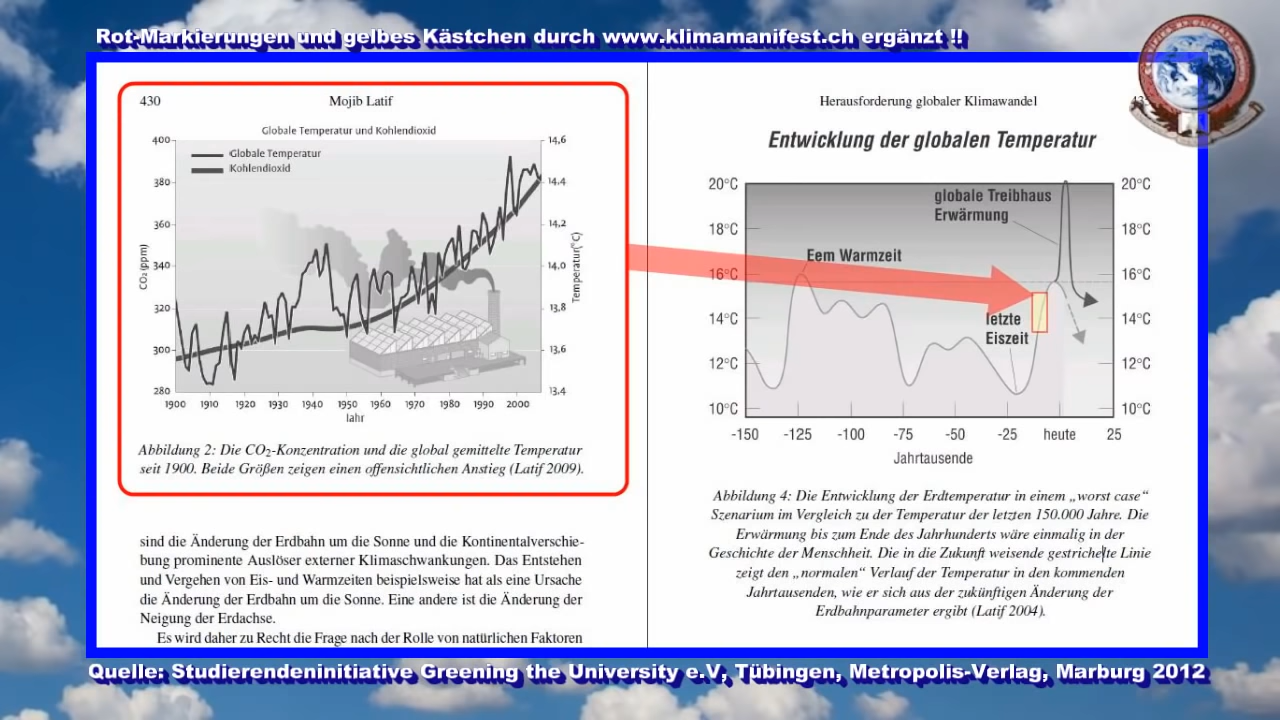 Rot-Markierungen und gelbes Kästchen durch www.klimamanifest.ch ergänzt !!
430
Mojib Latif
Globale Temperatur und Kohlendioxid
Globale Temperatur
Kohlendioxid
400
380
360
340
320
300
280
CO₂ (ppm)
14,6
14,4
14,2
14,0
13,8
13,6
13,4
Temperatur(°C)
1900 1910 1920 1930 1940 1950 1960 1970 1980 1990 2000
Jahr
Abbildung 2: Die CO₂-Konzentration und die global gemittelte Temperatur
seit 1900. Beide Größen zeigen einen offensichtlichen Anstieg (Latif 2009).
sind die Änderung der Erdbahn um die Sonne und die Kontinentalverschie-
bung prominente Auslöser externer Klimaschwankungen. Das Entstehen
und Vergehen von Eis- und Warmzeiten beispielsweise hat als eine Ursache
die Änderung der Erdbahn um die Sonne. Eine andere ist die Änderung der
Neigung der Erdachse.
Es wird daher zu Recht die Frage nach der Rolle von natürlichen Faktoren
Herausforderung globaler Klimawandel
Entwicklung der globalen Temperatur
20°C
18°C
16°C
14°C
12°C
10°C
globale Treibhaus
Erwärmung
Eem Warmzeit
letzte
Eiszeit
20°C
18°C
16°C
14°C
12°C
10°C
-150 -125 -100 -75 -50 -25 heute 25
Jahrtausende
Abbildung 4: Die Entwicklung der Erdtemperatur in einem „worst case“
Szenarium im Vergleich zu der Temperatur der letzten 150.000 Jahre. Die
Erwärmung bis zum Ende des Jahrhunderts wäre einmalig in der
Geschichte der Menschheit. Die in die Zukunft weisende gestrichelte Linie
zeigt den „normalen“ Verlauf der Temperatur in den kommenden
Jahrtausenden, wie er sich aus der zukünftigen Änderung der
Erdbahnparameter ergibt (Latif 2004).
Quelle: Studierendeninitiative Greening the University e.V, Tübingen, Metropolis-Verlag, Marburg 2012